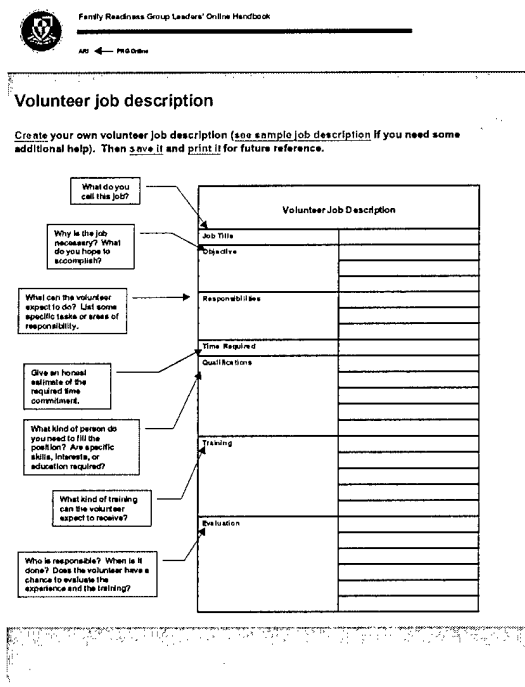 Family Readiness Group Leaders' Online Handbook
ARI FRG Online
Volunteer job description
Create your own volunteer job description (see sample job description if you need some
additional help). Then save it and print it for future reference.
What do you
call this job?
Volunteer Job Description
Job Title
Why is the job
necessary? What
do you hope to
accomplish?
Objective
What can the volunteer
expect to do? List some
specific tasks or areas of
responsibility.
Responsibilities
Time Required
Give an honest
estimate of the
required time
commitment.
Qualifications
What kind of person do
you need to fill the
position? Are specific
skills, interests, or
education required?
Training
What kind of training
can the volunteer
expect to receive?
Evaluation
Who is responsible? When is it
done? Does the volunteer have a
chance to evaluate the
experience and the training?